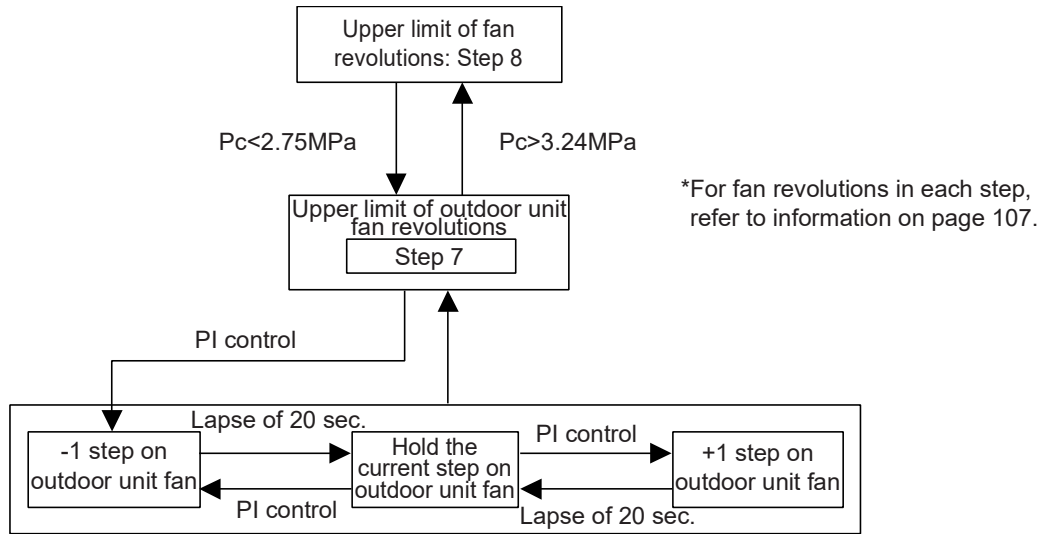 Upper limit of fan
revolutions: Step 8
Pc<2.75MPa
Pc>3.24MPa
*For fan revolutions in each step,
refer to information on page 107.
Upper limit of outdoor unit
fan revolutions
Step 7
PI control
Lapse of 20 sec.
-1 step on
outdoor unit fan
Hold the
current step on
outdoor unit fan
PI control
+1 step on
outdoor unit fan
PI control
Lapse of 20 sec.